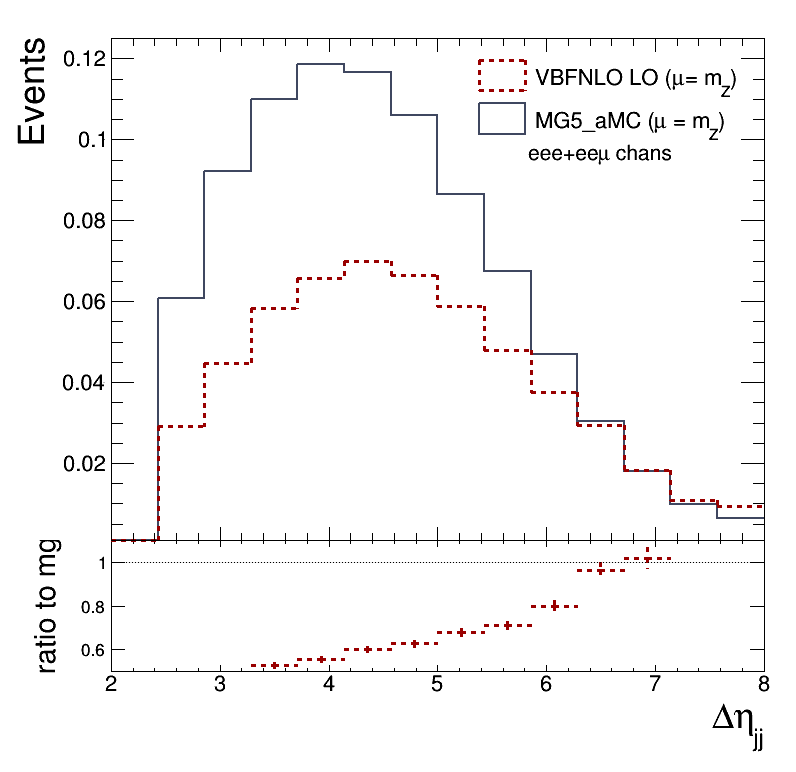 Events
0.12
0.1
0.08
0.06
0.04
0.02
VBFNLO LO (μ= m_Z)
MG5_aMC (μ = m_Z)
eee+eeμ chans
ratio to mg
1
0.8
0.6
2 3 4 5 6 7 8
Δη_jj